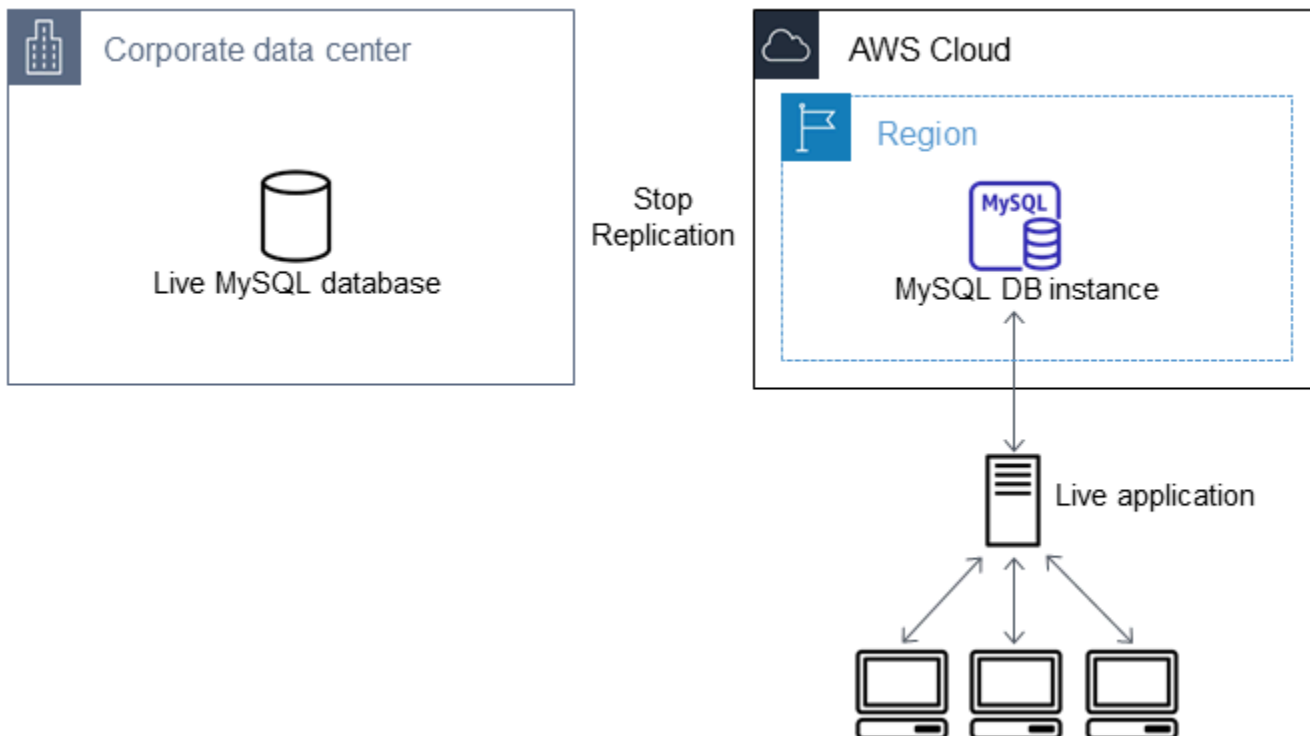 Corporate data center
AWS Cloud
Region
Stop
Replication
MySQL
Live MySQL database
MySQL DB instance
Live application